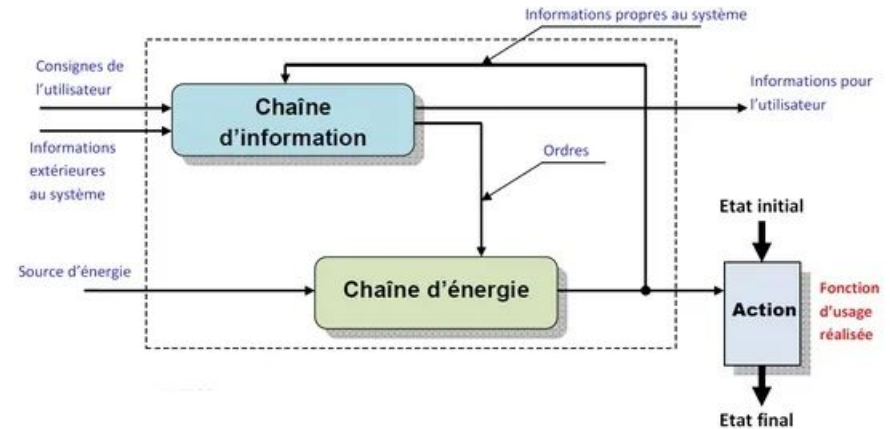 Informations propres au système
Consignes de
l'utilisateur
Chaîne
d'information
Informations pour
l'utilisateur
Informations
extérieures
au système
Ordres
Etat initial
Source d'énergie
Chaîne d'énergie
Action
Fonction
d'usage
réalisée
Etat final